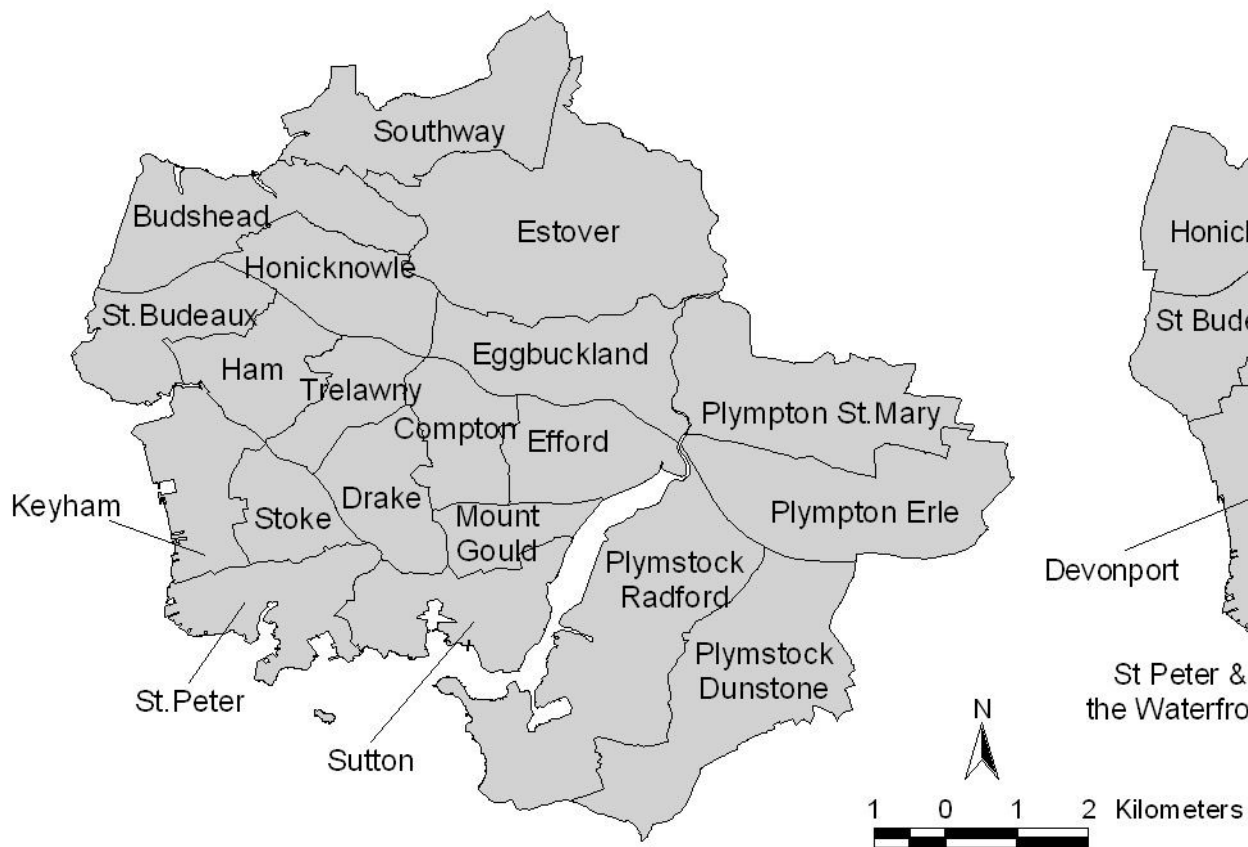 Southway
Budshead
Estover
Honicknowle
St.Budeaux
Ham
Eggbuckland
Trelawny
Compton
Efford
Plympton St.Mary
Keyham
Stoke
Drake
Mount
Gould
Plympton Erle
Plymstock
Radford
Plymstock
Dunstone
St.Peter
Sutton
Honick
St Bude
Devonport
St Peter &
the Waterfro
N
1 0 1 2 Kilometers